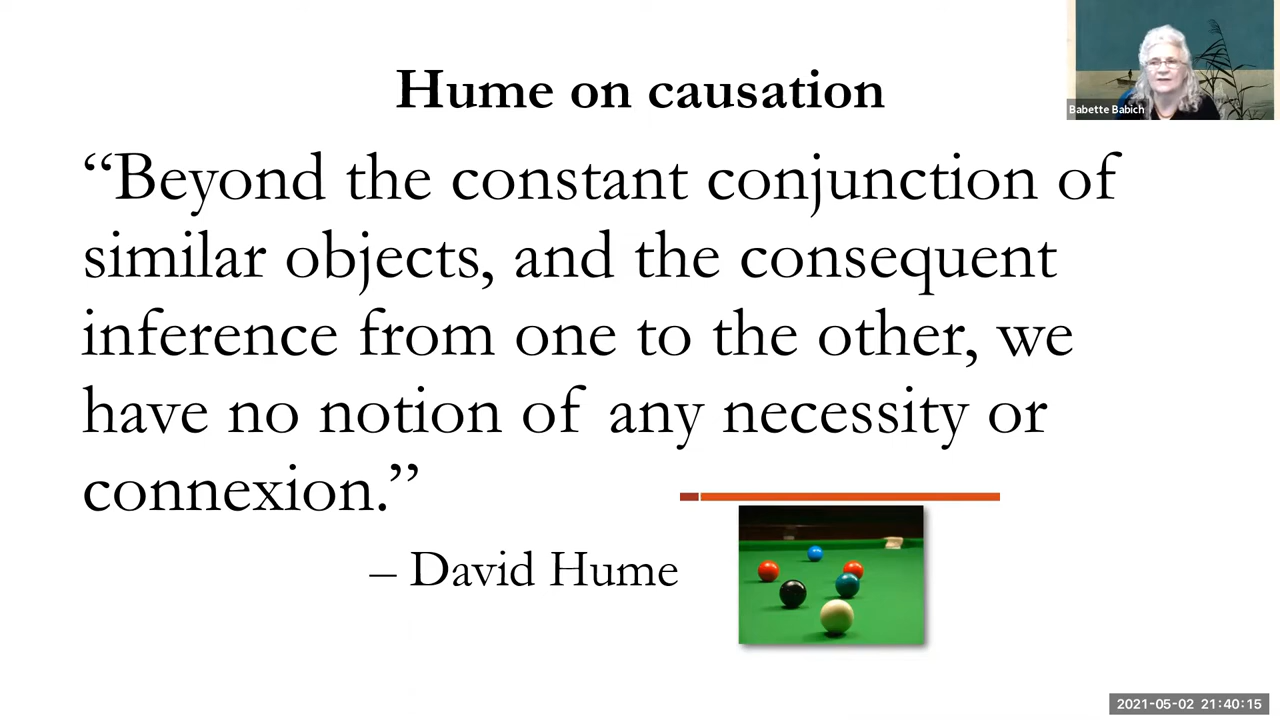 Hume on causation
Babette Babich
“Beyond the constant conjunction of
similar objects, and the consequent
inference from one to the other, we
have no notion of any necessity or
connexion.”
– David Hume
2021-05-02 21:40:15